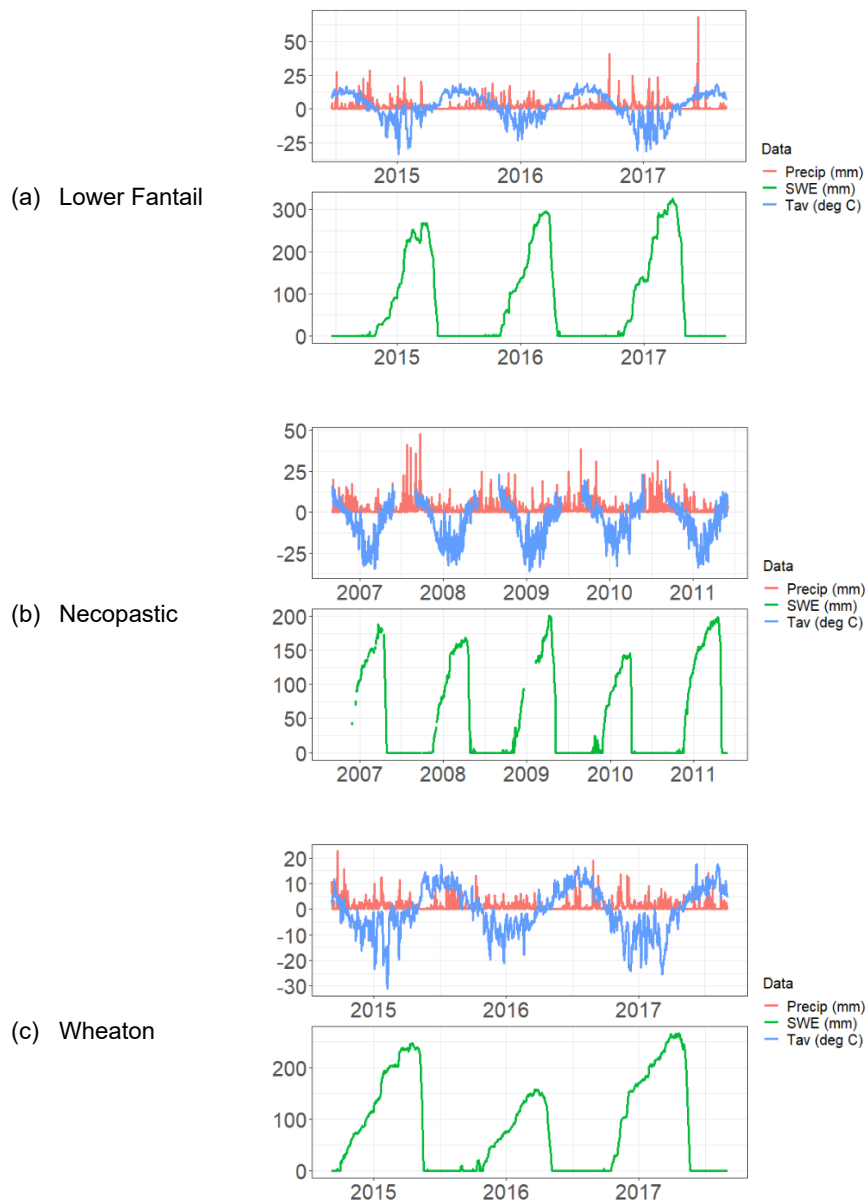 50
25
0
-25
2015 2016 2017
Data
Precip (mm)
SWE (mm)
Tav (deg C)
(a) Lower Fantail
300
200
100
0
2015 2016 2017
50
25
0
-25
2007 2008 2009 2010 2011
Data
Precip (mm)
SWE (mm)
Tav (deg C)
(b) Necopastic
200
150
100
50
0
2007 2008 2009 2010 2011
20
10
0
-10
-20
-30
2015 2016 2017
Data
Precip (mm)
SWE (mm)
Tav (deg C)
(c) Wheaton
200
100
0
2015 2016 2017